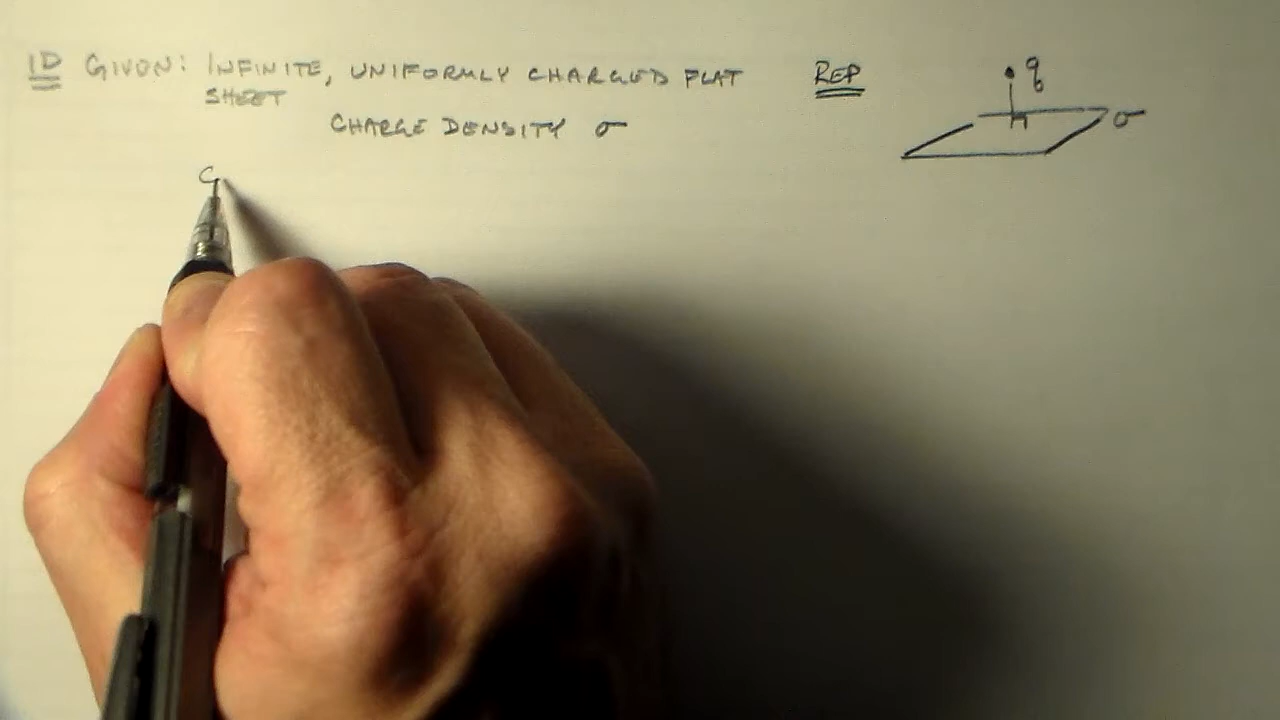 ID GIVEN: INFINITE, UNIFORMLY CHARGED FLAT
SHEET
CHARGE DENSITY σ
C
REP
q
σ